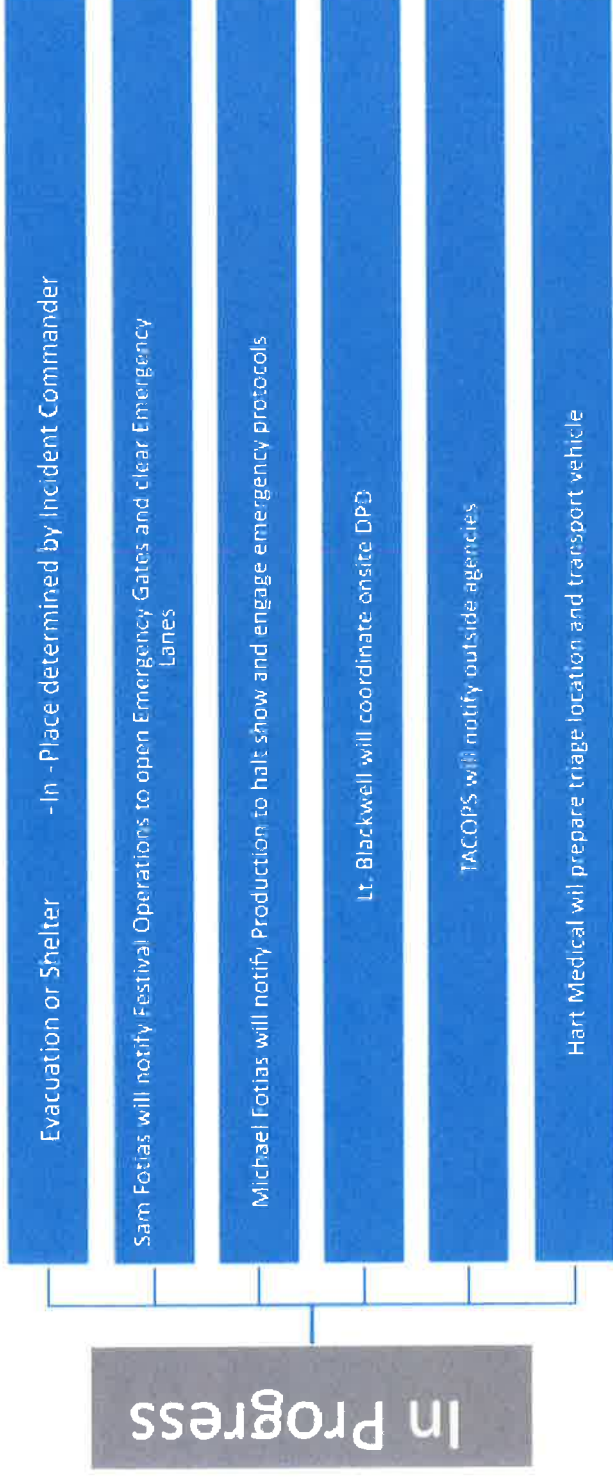 In Progress
Evacuation or Shelter -In - Place determined by Incident Commander
Sam Fotias will notify Festival Operations to open Emergency Gates and clear Emergency
Lanes
Michael Fotias will notify Production to halt show and engage emergency protocols
Lt. Blackwell will coordinate onsite DPD
TACOPS will notify outside agencies
Hart Medical wil prepare triage location and transport vehicle